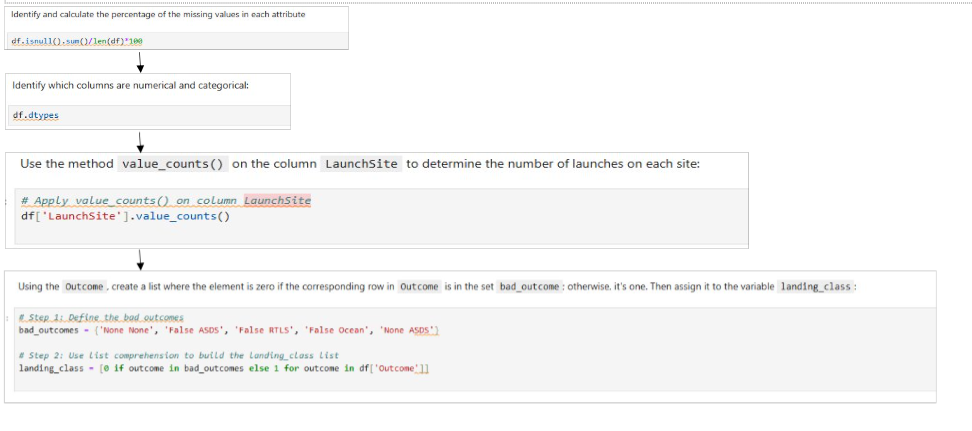 Identify and calculate the percentage of the missing values in each attribute
df.isnull().sum()/len(df)*100
Identify which columns are numerical and categorical:
df.dtypes
Use the method value_counts() on the column LaunchSite to determine the number of launches on each site:
# Apply value_counts() on column LaunchSite
df['LaunchSite'].value_counts()
Using the Outcome , create a list where the element is zero if the corresponding row in Outcome is in the set bad_outcome ; otherwise, it's one. Then assign it to the variable landing_class :
# Step 1: Define the bad outcomes
bad_outcomes = {'None None', 'False ASDS', 'False RTLS', 'False Ocean', 'None ASDS'}
# Step 2: Use list comprehension to build the landing_class list
landing_class = [0 if outcome in bad_outcomes else 1 for outcome in df['Outcome']]